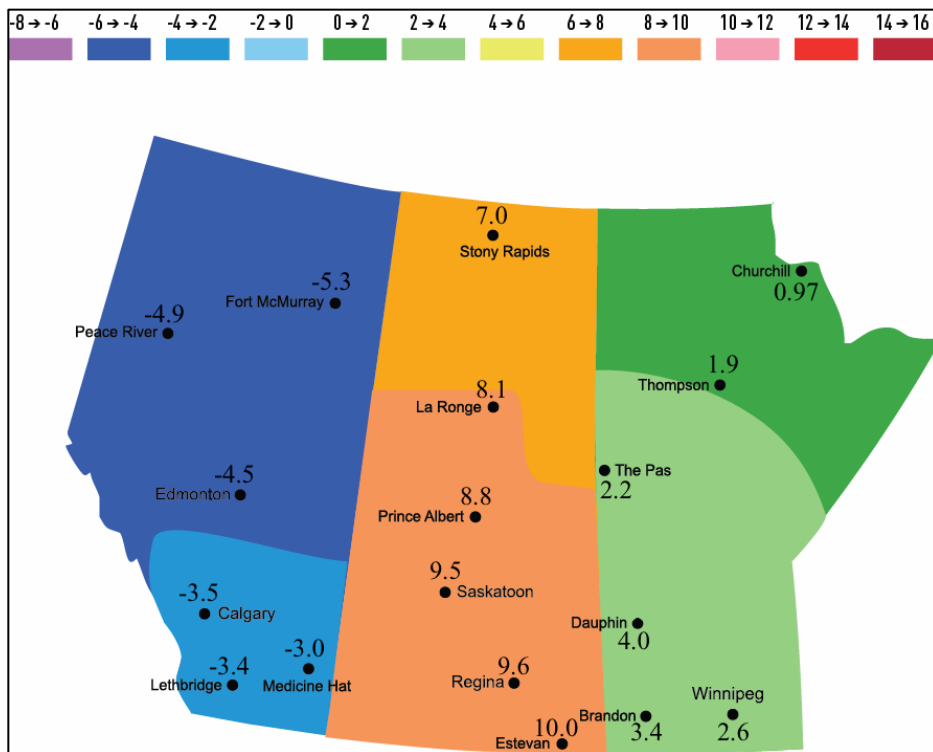 -8 → -6 -6 → -4 -4 → -2 -2 → 0 0 → 2 2 → 4 4 → 6 6 → 8 8 → 10 10 → 12 12 → 14 14 → 16
7.0
Stony Rapids
Churchill
0.97
-5.3
Fort McMurray
-4.9
Peace River
1.9
Thompson
8.1
La Ronge
The Pas
2.2
-4.5
Edmonton
8.8
Prince Albert
9.5
Saskatoon
-3.5
Calgary
Dauphin
4.0
-3.0
Medicine Hat
-3.4
Lethbridge
9.6
Regina
Winnipeg
2.6
Brandon
3.4
10.0
Estevan